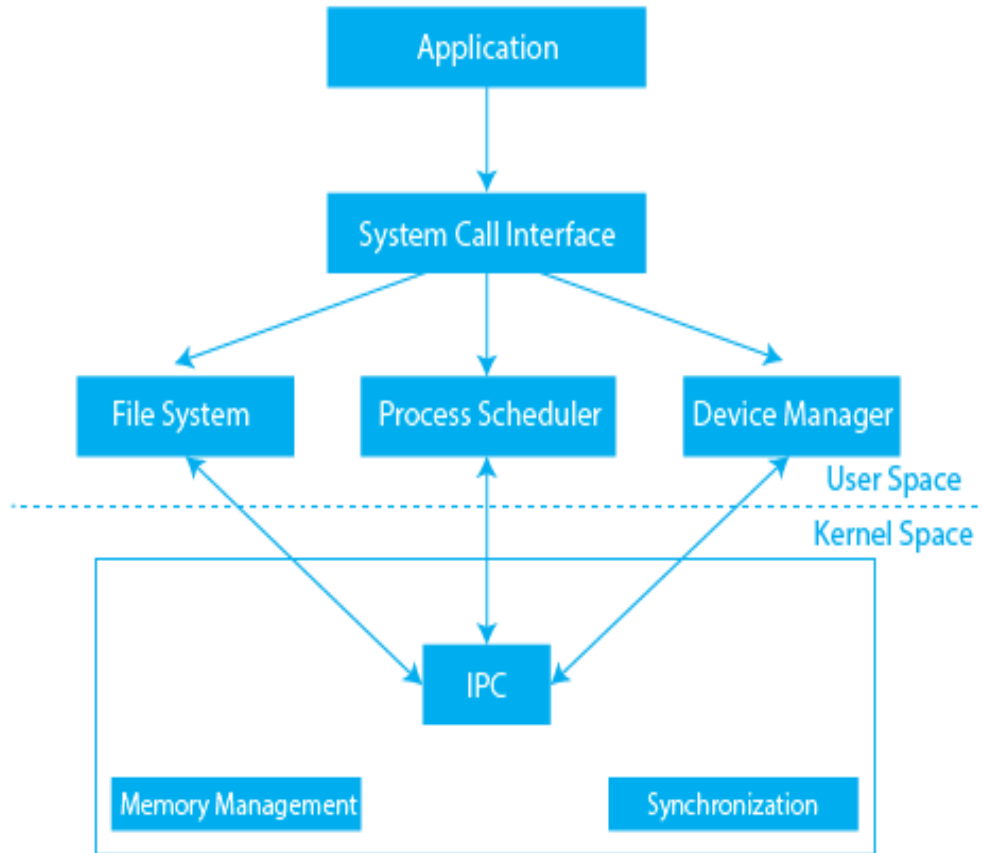 Application
System Call Interface
File System
Process Scheduler
Device Manager
User Space
Kernel Space
IPC
Memory Management
Synchronization